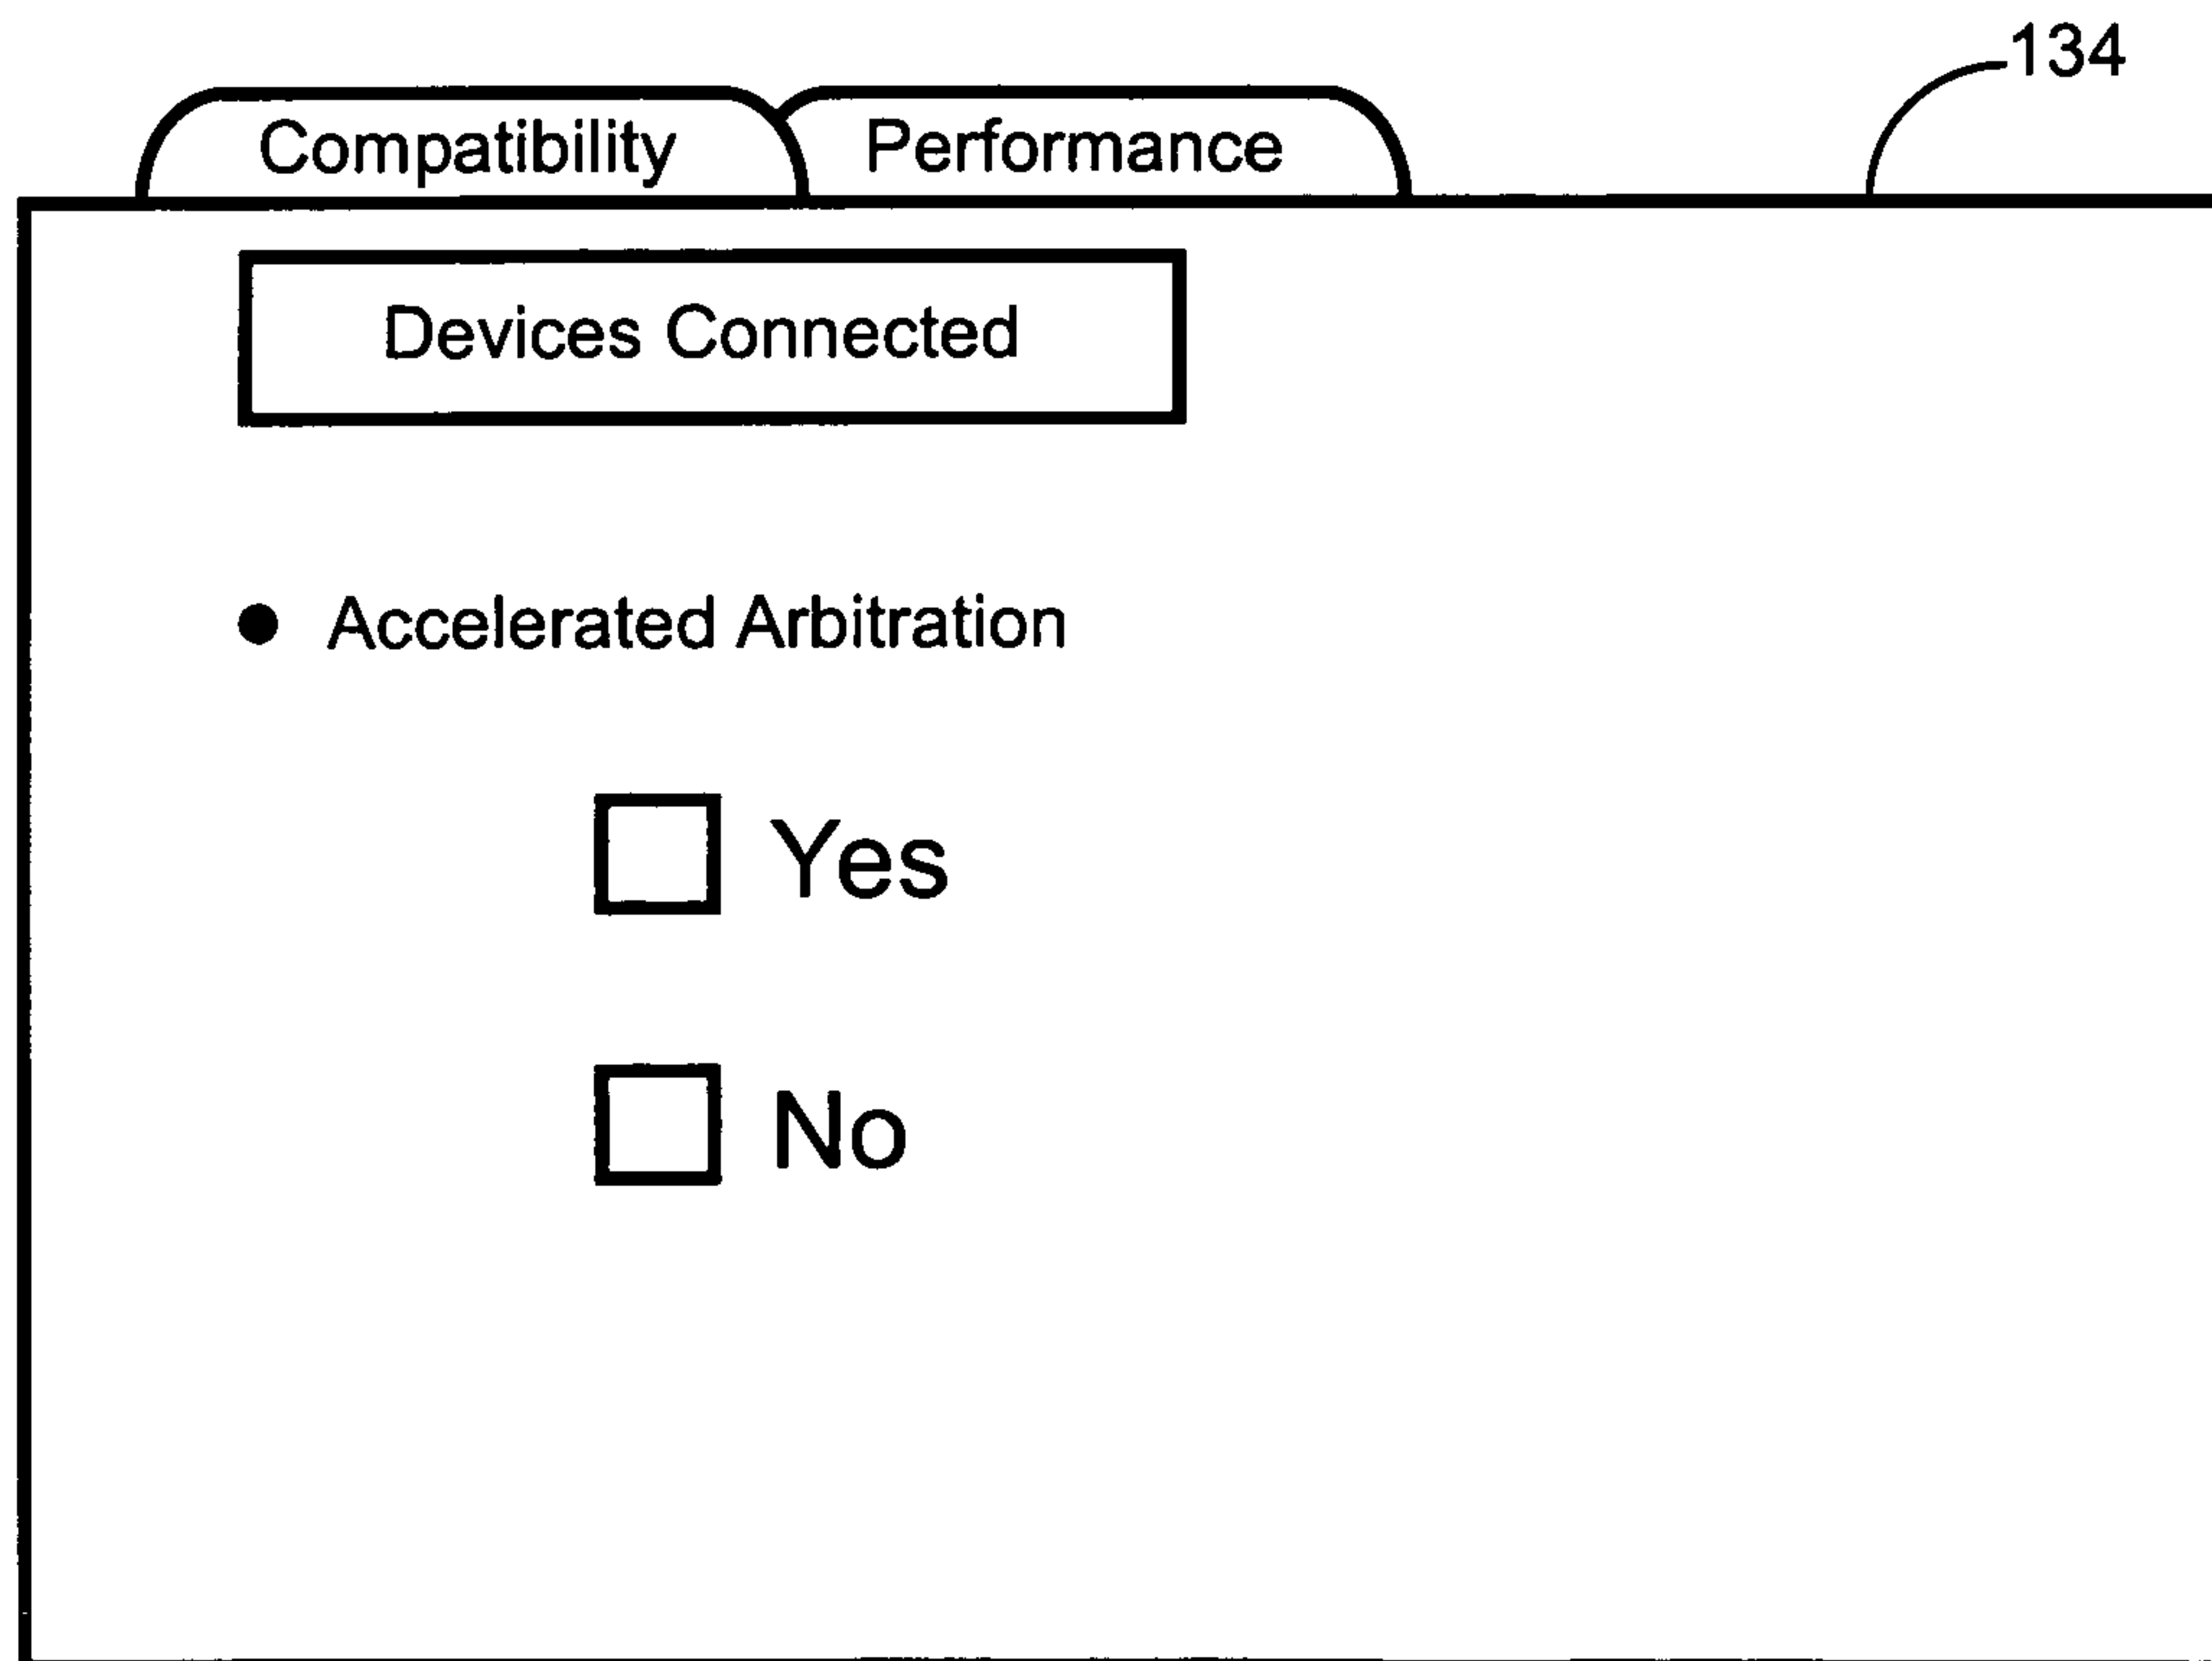 134
Compatibility Performance
Devices Connected
● Accelerated Arbitration
Yes
No